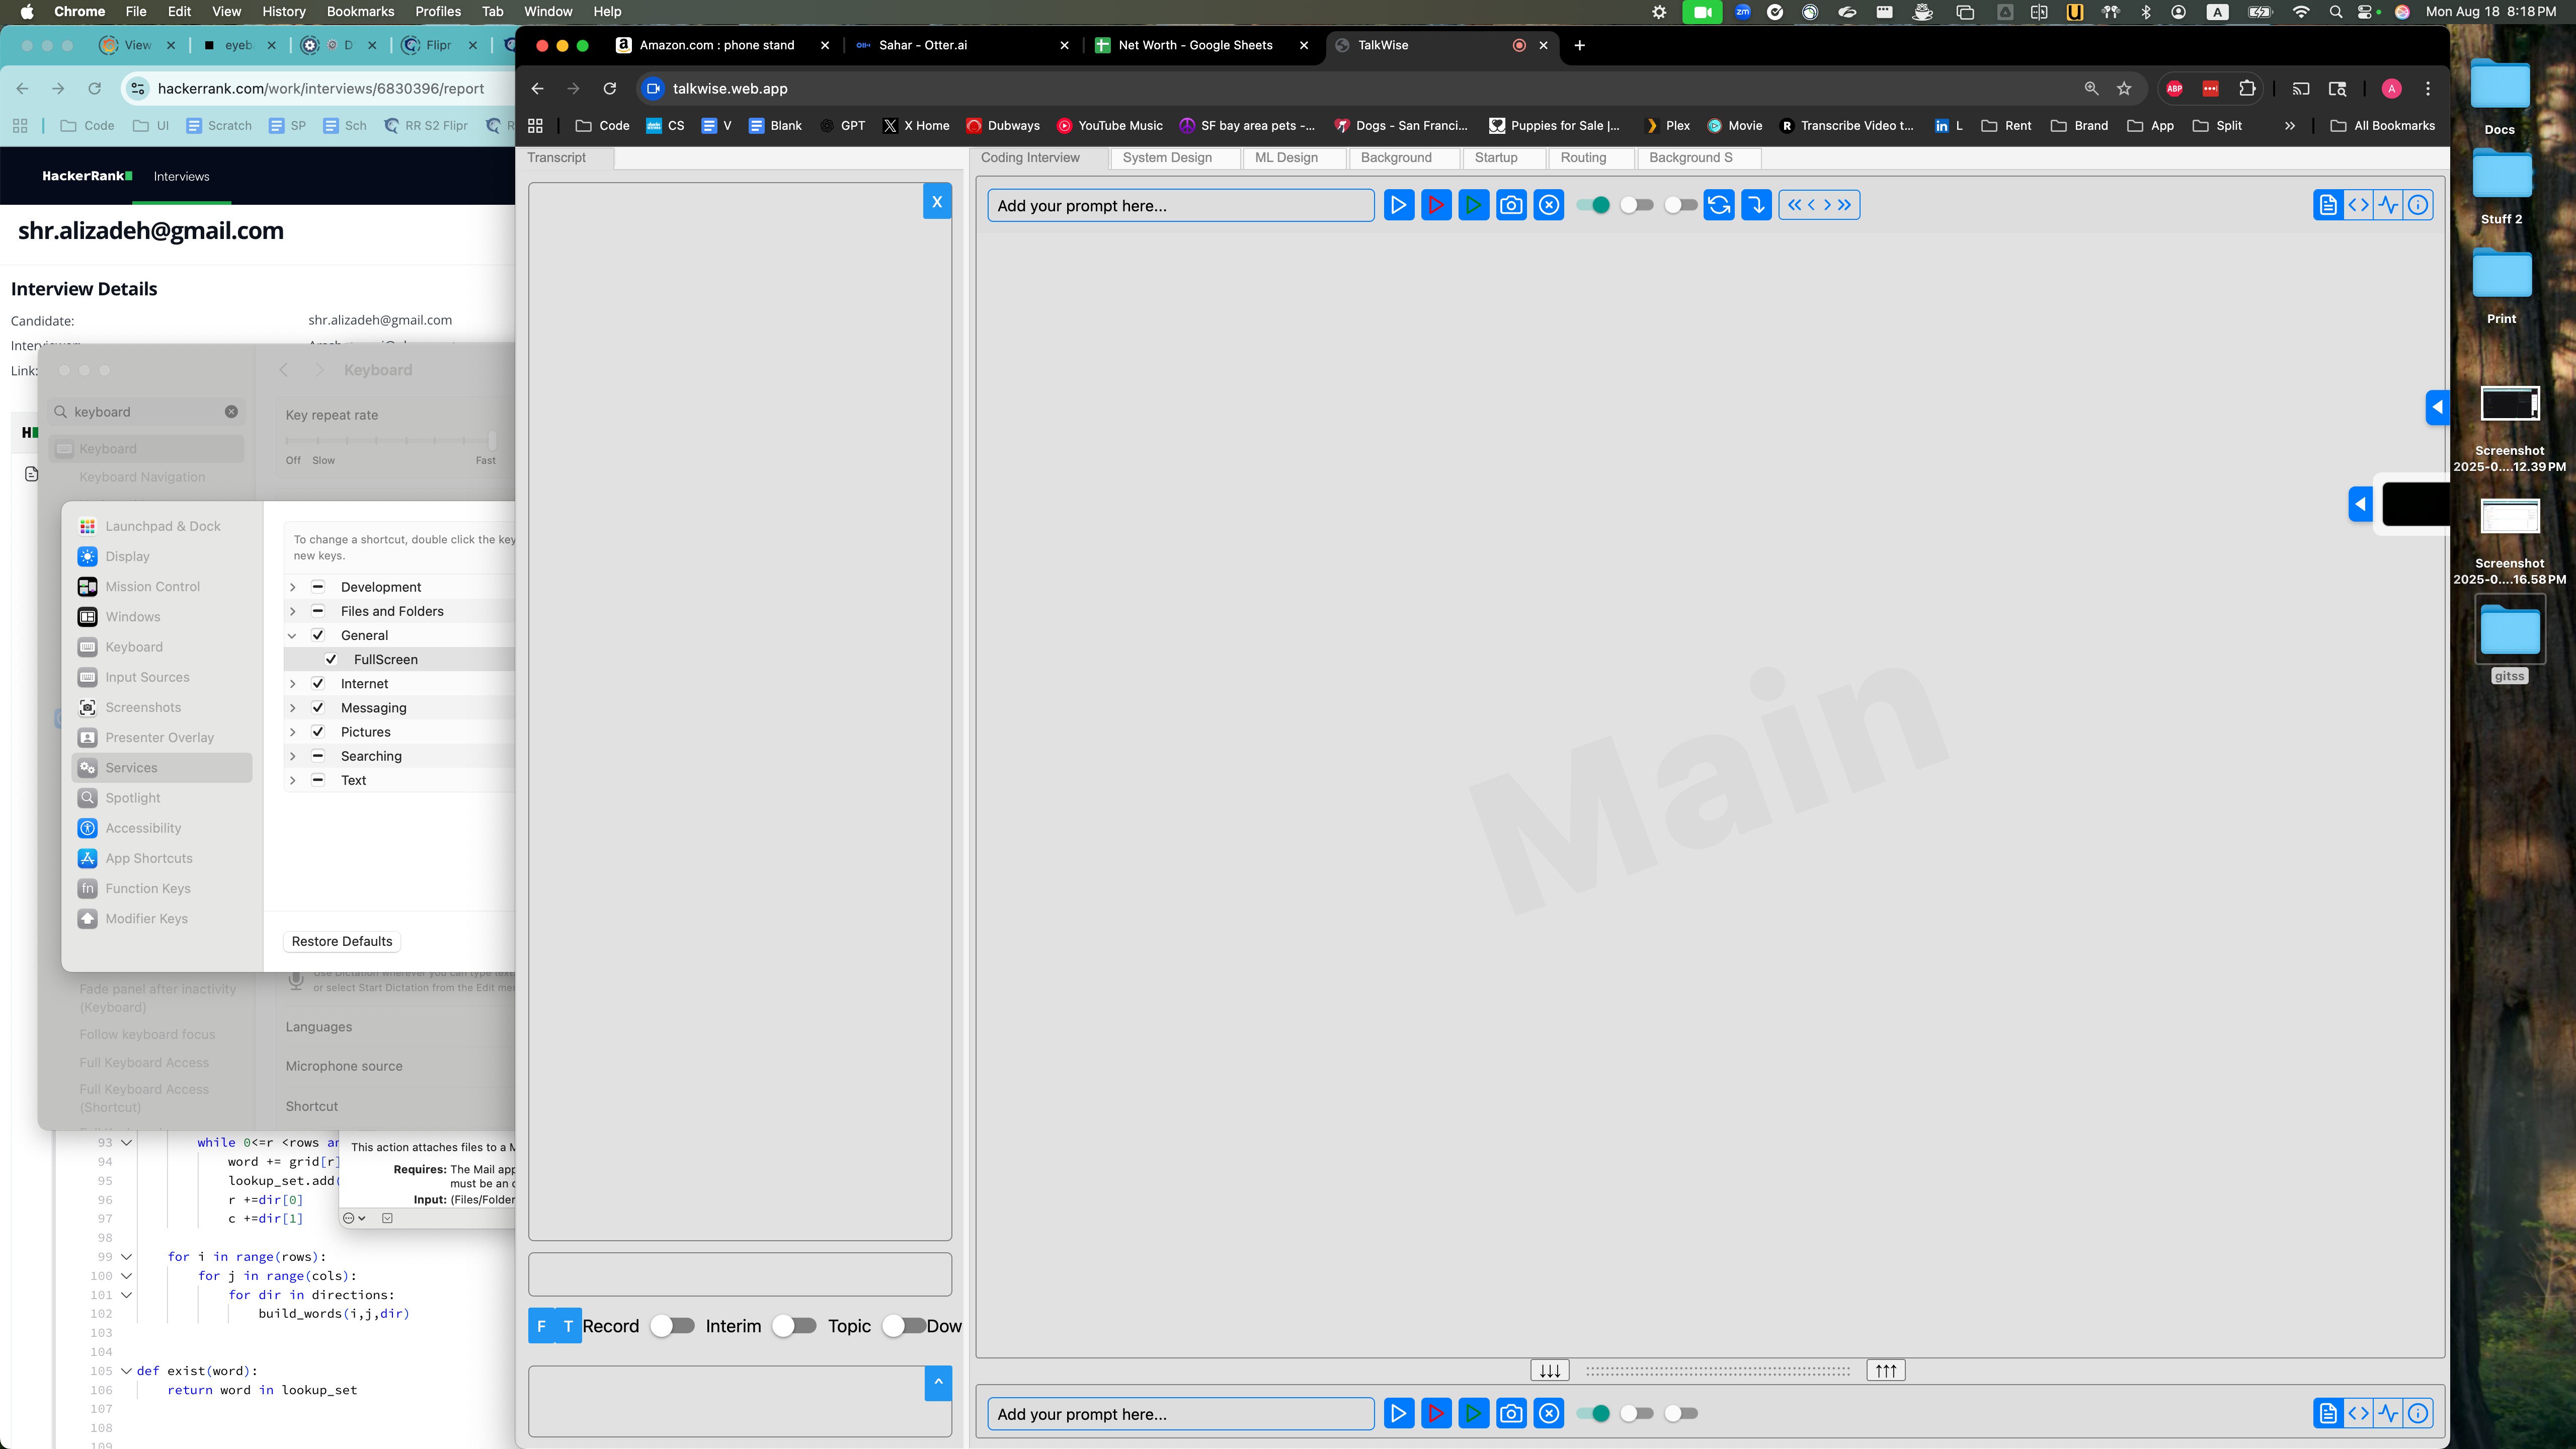 Chrome File Edit View History Bookmarks Profiles Tab Window Help
zm
A
Mon Aug 18 8:18 PM
View
eyeb
D
Flipr
hackerrank.com/work/interviews/6830396/report
Code
UI
Scratch
SP
Sch
RR S2 Flipr
R
HackerRank
Interviews
shr.alizadeh@gmail.com
Interview Details
Candidate:
shr.alizadeh@gmail.com
Link:
Keyboard
keyboard
Key repeat rate
Keyboard
Off Slow Fast
Keyboard Navigation
Launchpad & Dock
Display
Mission Control
Windows
Keyboard
Input Sources
Screenshots
Presenter Overlay
Services
Spotlight
Accessibility
App Shortcuts
fn Function Keys
Modifier Keys
To change a shortcut, double click the key
new keys.
Development
Files and Folders
General
FullScreen
Internet
Messaging
Pictures
Searching
Text
Restore Defaults
Use Dictation wherever you can type text
or select Start Dictation from the Edit me
Fade panel after inactivity
(Keyboard)
Follow keyboard focus
Full Keyboard Access
Full Keyboard Access
(Shortcut)
Languages
Microphone source
Shortcut
This action attaches files to a M
Requires: The Mail app
must be an
Input: (Files/Folder
93 while 0<=r <rows an
94 word += grid[r]
95 lookup_set.add(
96 r +=dir[0]
97 c +=dir[1]
98
99 for i in range(rows):
100 for j in range(cols):
101 for dir in directions:
102 build_words(i,j,dir)
103
104
105 def exist(word):
106 return word in lookup_set
107
108
109
Amazon.com : phone stand
Sahar - Otter.ai
Net Worth - Google Sheets
TalkWise
talkwise.web.app
ABP
A
Code
CS
V
Blank
GPT
X Home
Dubways
YouTube Music
SF bay area pets -...
Dogs - San Franci...
Puppies for Sale |...
Plex
Movie
R Transcribe Video t...
in L
Rent
Brand
App
Split
»
All Bookmarks
Transcript
X
F T Record Interim Topic Dow
^
Coding Interview
System Design
ML Design
Background
Startup
Routing
Background S
Add your prompt here...
Main
↓↓↓
↑↑↑
Add your prompt here...
Docs
Stuff 2
Print
Screenshot
2025-0....12.39 PM
Screenshot
2025-0....16.58 PM
gitss